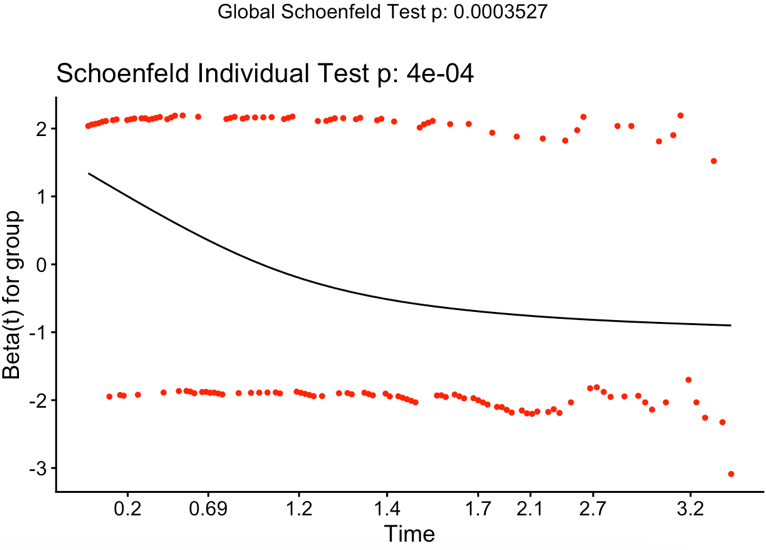 Global Schoenfeld Test p: 0.0003527
Schoenfeld Individual Test p: 4e-04
Beta(t) for group
2
1
0
-1
-2
-3
0.2 0.69 1.2 1.4 1.7 2.1 2.7 3.2
Time